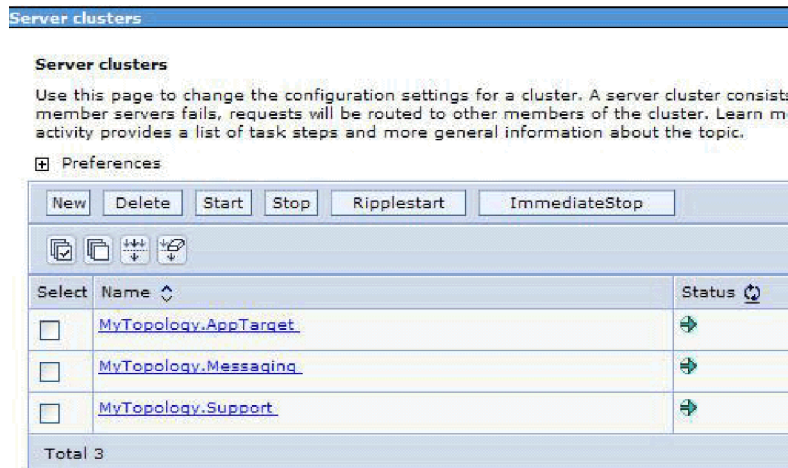 Server clusters
Server clusters
Use this page to change the configuration settings for a cluster. A server cluster consists
member servers fails, requests will be routed to other members of the cluster. Learn m
activity provides a list of task steps and more general information about the topic.
Preferences
New Delete Start Stop Ripplestart ImmediateStop
Select Name Status
MyTopology.AppTarget
MyTopology.Messaging
MyTopology.Support
Total 3